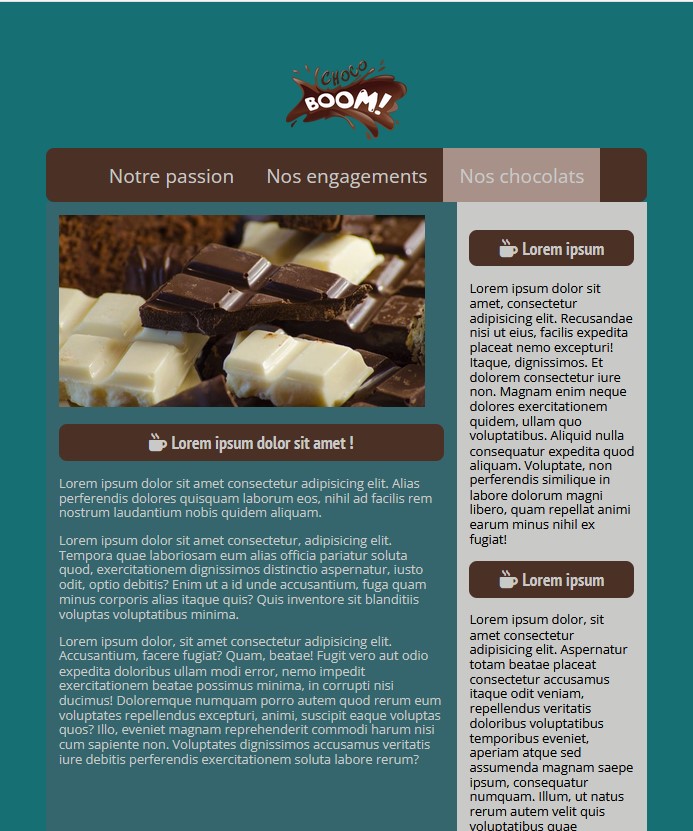 CHOCO
BOOM!
Notre passion Nos engagements Nos chocolats
Lorem ipsum dolor sit amet !
Lorem ipsum dolor sit amet consectetur adipisicing elit. Alias
perferendis dolores quisquam laborum eos, nihil ad facilis rem
nostrum laudantium nobis quidem aliquam.
Lorem ipsum dolor sit amet consectetur, adipisicing elit.
Tempora quae laboriosam eum alias officia pariatur soluta
quod, exercitationem dignissimos distinctio aspernatur, iusto
odit, optio debitis? Enim ut a id unde accusantium, fuga quam
minus corporis alias itaque quis? Quis inventore sit blanditiis
voluptas voluptatibus minima.
Lorem ipsum dolor, sit amet consectetur adipisicing elit.
Accusantium, facere fugiat? Quam, beatae! Fugit vero aut odio
expedita doloribus ullam modi error, nemo impedit
exercitationem beatae possimus minima, in corrupti nisi
ducimus! Doloremque numquam porro autem quod rerum eum
voluptates repellendus excepturi, animi, suscipit eaque voluptas
quos? Illo, eveniet magnam reprehenderit commodi harum nisi
cum sapiente non. Voluptates dignissimos accusamus veritatis
iure debitis perferendis exercitationem soluta labore rerum?
Lorem ipsum
Lorem ipsum dolor sit
amet, consectetur
adipisicing elit. Recusandae
nisi ut eius, facilis expedita
placeat nemo excepturi!
Itaque, dignissimos. Et
dolorem consectetur iure
non. Magnam enim neque
dolores exercitationem
quidem, ullam quo
voluptatibus. Aliquid nulla
consequatur expedita quod
aliquam. Voluptate, non
perferendis similique in
labore dolorum magni
libero, quam repellat animi
earum minus nihil ex
fugiat!
Lorem ipsum
Lorem ipsum dolor, sit
amet consectetur
adipisicing elit. Aspernatur
totam beatae placeat
consectetur accusamus
itaque odit veniam,
repellendus veritatis
doloribus voluptatibus
temporibus eveniet,
aperiam atque sed
assumenda magnam saepe
ipsum, consequatur
numquam. Illum, ut natus
rerum autem velit quis
voluptatibus quae